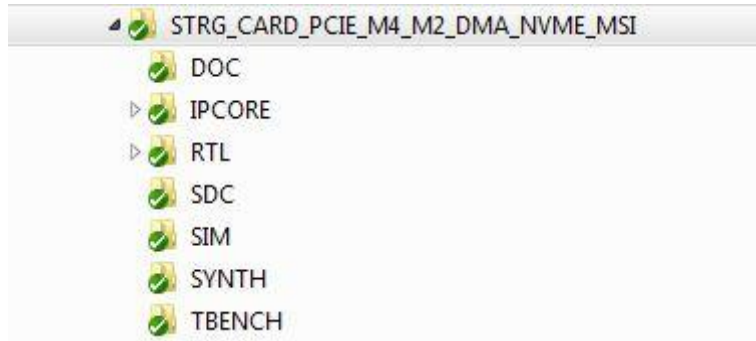 STRG_CARD_PCIE_M4_M2_DMA_NVME_MSI
DOC
IPCORE
RTL
SDC
SIM
SYNTH
TBENCH